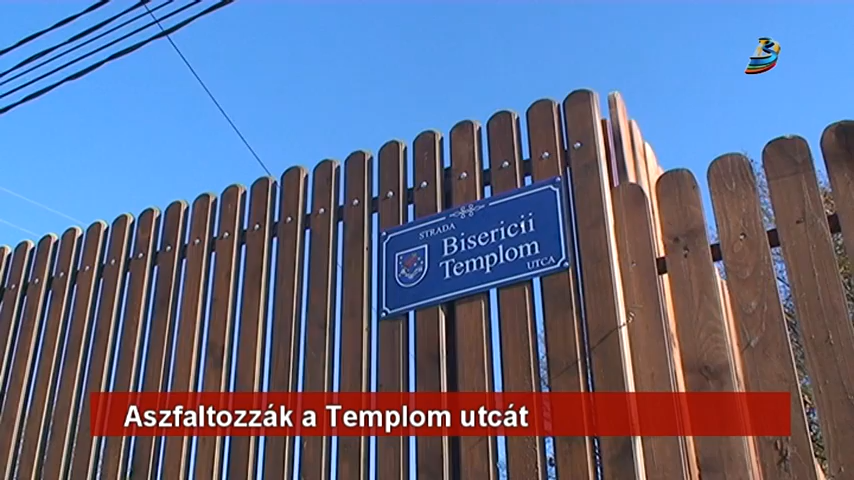 STRADA
Bisericii
Templom
UTCA
Aszfaltozzák a Templom utcát